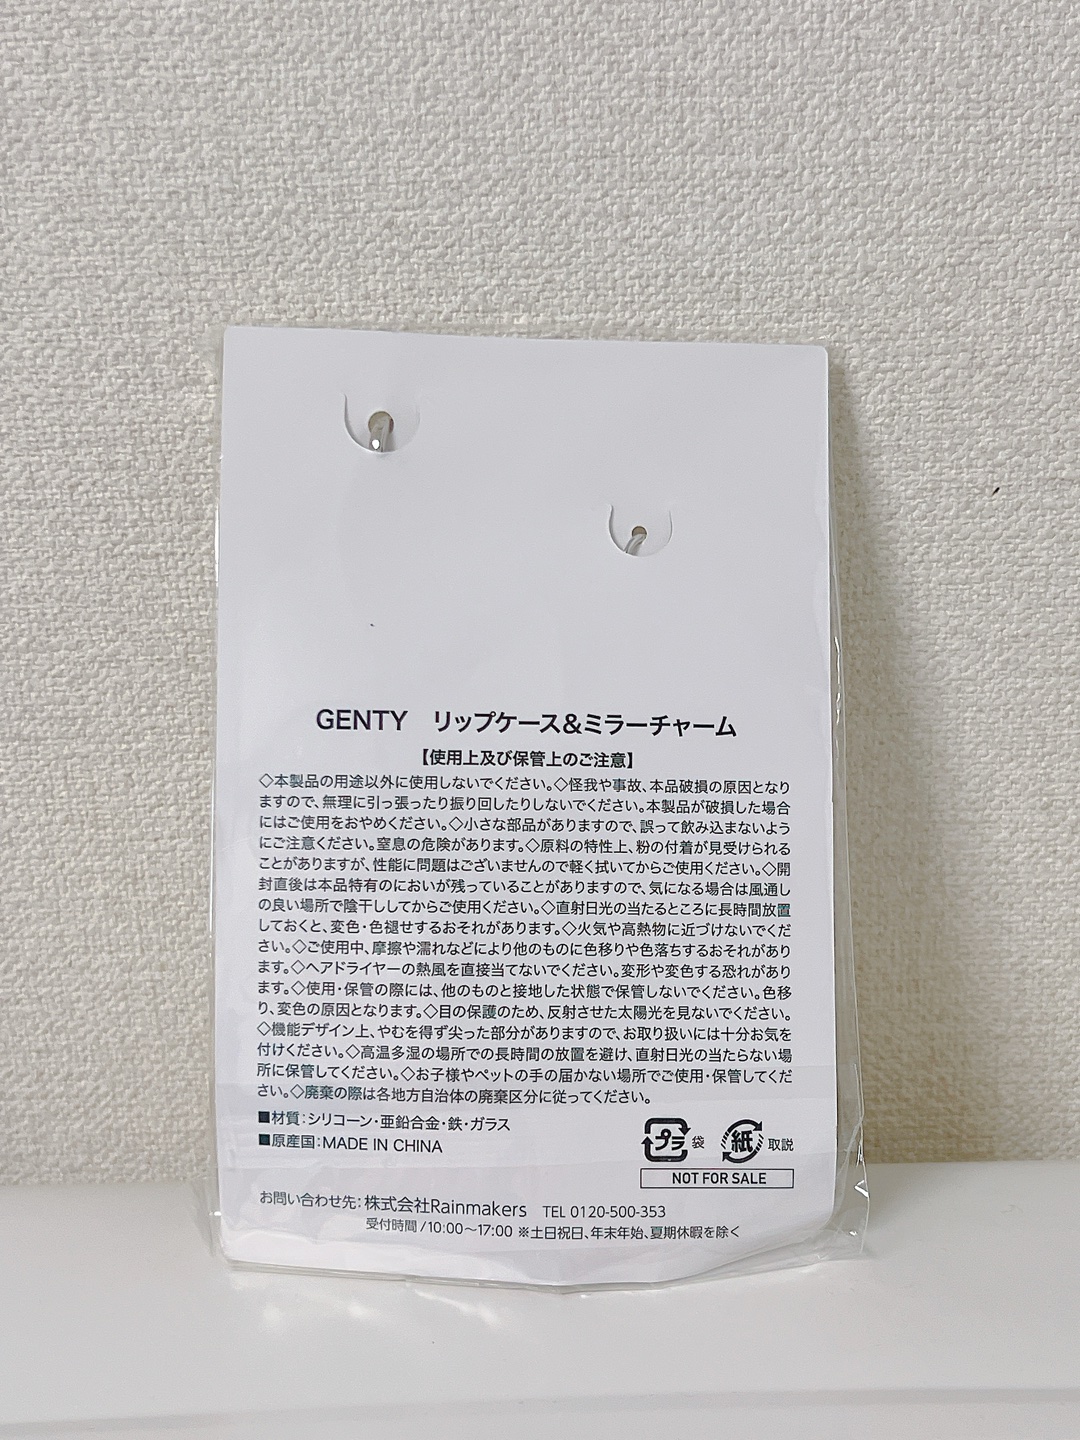 GENTY リップケース&ミラーチャーム
【使用上及び保管上のご注意】
◇本製品の用途以外に使用しないでください。◇怪我や事故、本品破損の原因となり
ますので、無理に引っ張ったり振り回したりしないでください。本製品が破損した場合
にはご使用をおやめください。◇小さな部品がありますので、誤って飲み込まないよう
にご注意ください。窒息の危険があります。◇原料の特性上、粉の付着が見受けられる
ことがありますが、性能に問題はございませんので軽く拭いてからご使用ください。◇開
封直後は本品特有のにおいが残っていることがありますので、気になる場合は風通し
の良い場所で陰干ししてからご使用ください。◇直射日光の当たるところに長時間放置
しておくと、変色・色褪せするおそれがあります。◇火気や高熱物に近づけないでくだ
さい。◇ご使用中、摩擦や濡れなどにより他のものに色移りや色落ちするおそれがあり
ます。◇ヘアドライヤーの熱風を直接当てないでください。変形や変色する恐れがあり
ます。◇使用・保管の際には、他のものと接地した状態で保管しないでください。色移
り、変色の原因となります。◇目の保護のため、反射させた太陽光を見ないでください。
◇機能デザイン上、やむを得ず尖った部分がありますので、お取り扱いには十分お気を
付けください。◇高温多湿の場所での長時間の放置を避け、直射日光の当たらない場
所に保管してください。◇お子様やペットの手の届かない場所でご使用・保管してくだ
さい。◇廃棄の際は各地方自治体の廃棄区分に従ってください。
■材質：シリコーン・亜鉛合金・鉄・ガラス
■原産国：MADE IN CHINA
プラ 袋 紙 取説
NOT FOR SALE
お問い合わせ先：株式会社Rainmakers TEL 0120-500-353
受付時間/10:00～17:00 ※土日祝日、年末年始、夏期休暇を除く